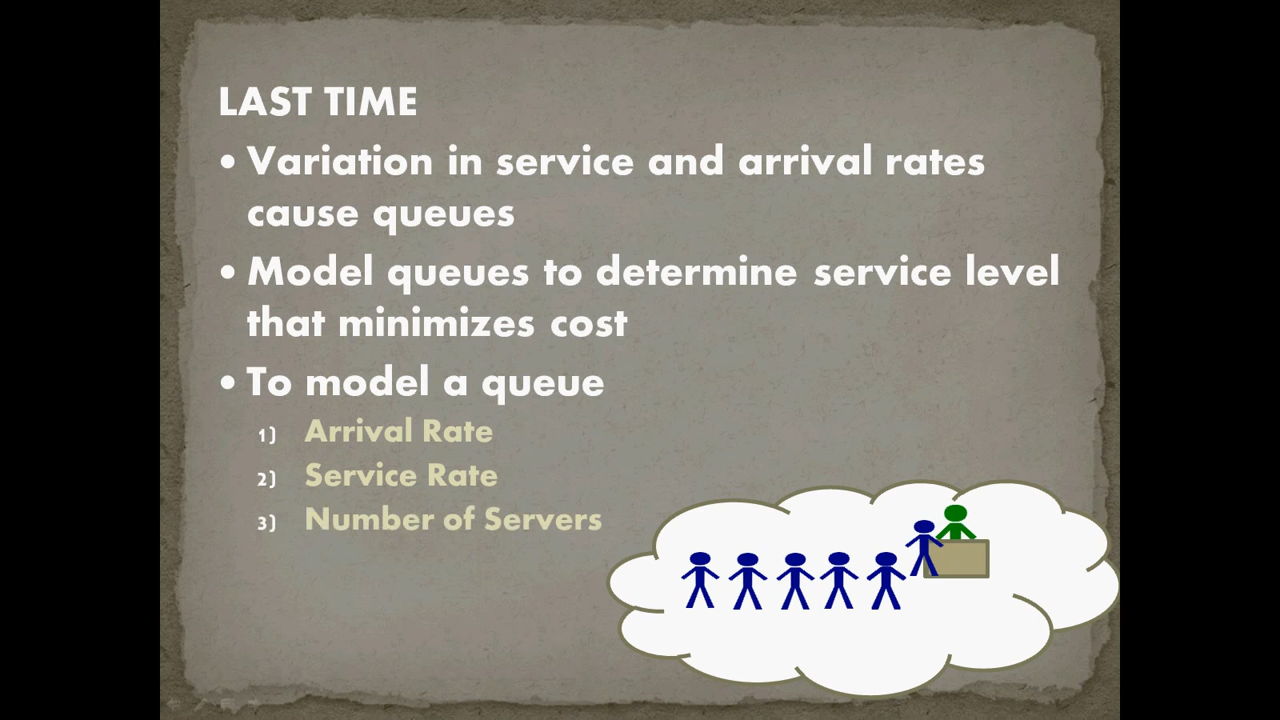 LAST TIME
• Variation in service and arrival rates
cause queues
• Model queues to determine service level
that minimizes cost
• To model a queue
1) Arrival Rate
2) Service Rate
3) Number of Servers